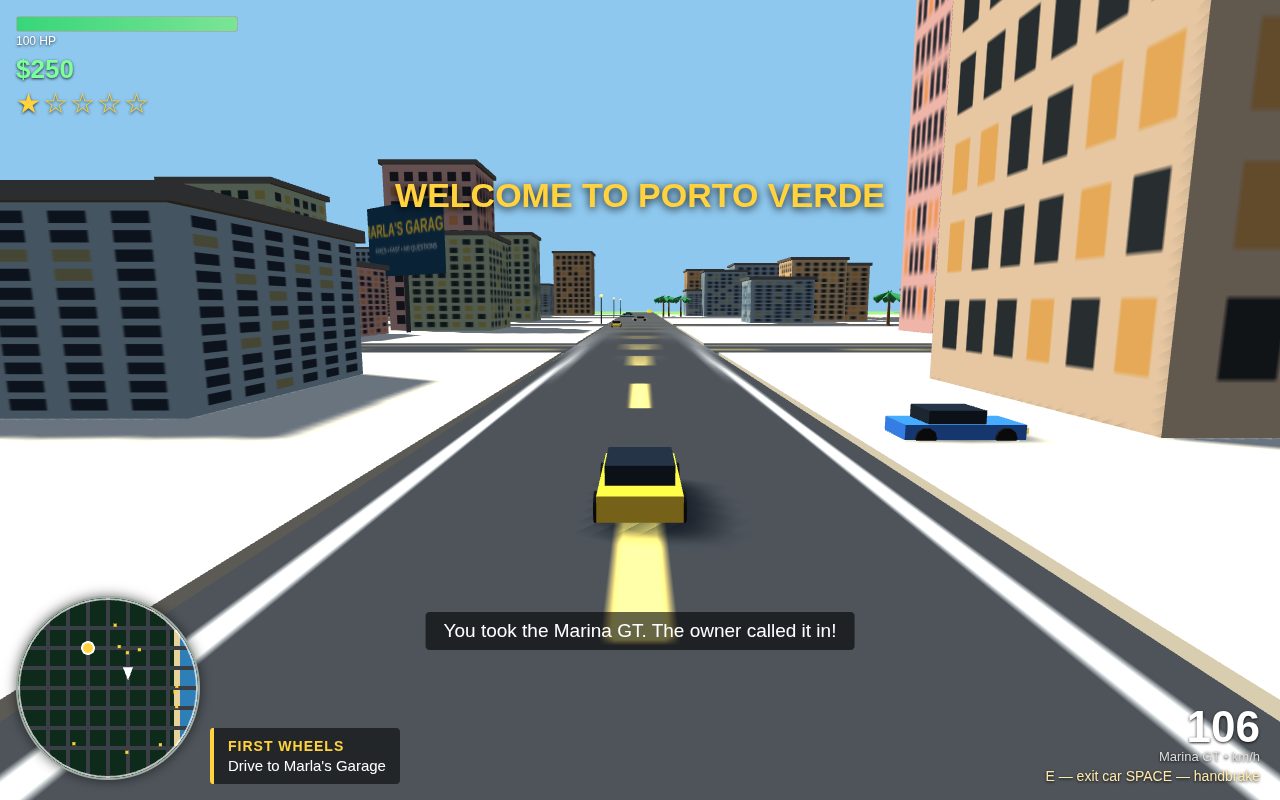 100 HP
$250
WELCOME TO PORTO VERDE
MARLA'S GARAG
You took the Marina GT. The owner called it in!
FIRST WHEELS
Drive to Marla's Garage
106
Marina GT • km/h
E — exit car SPACE — handbrake